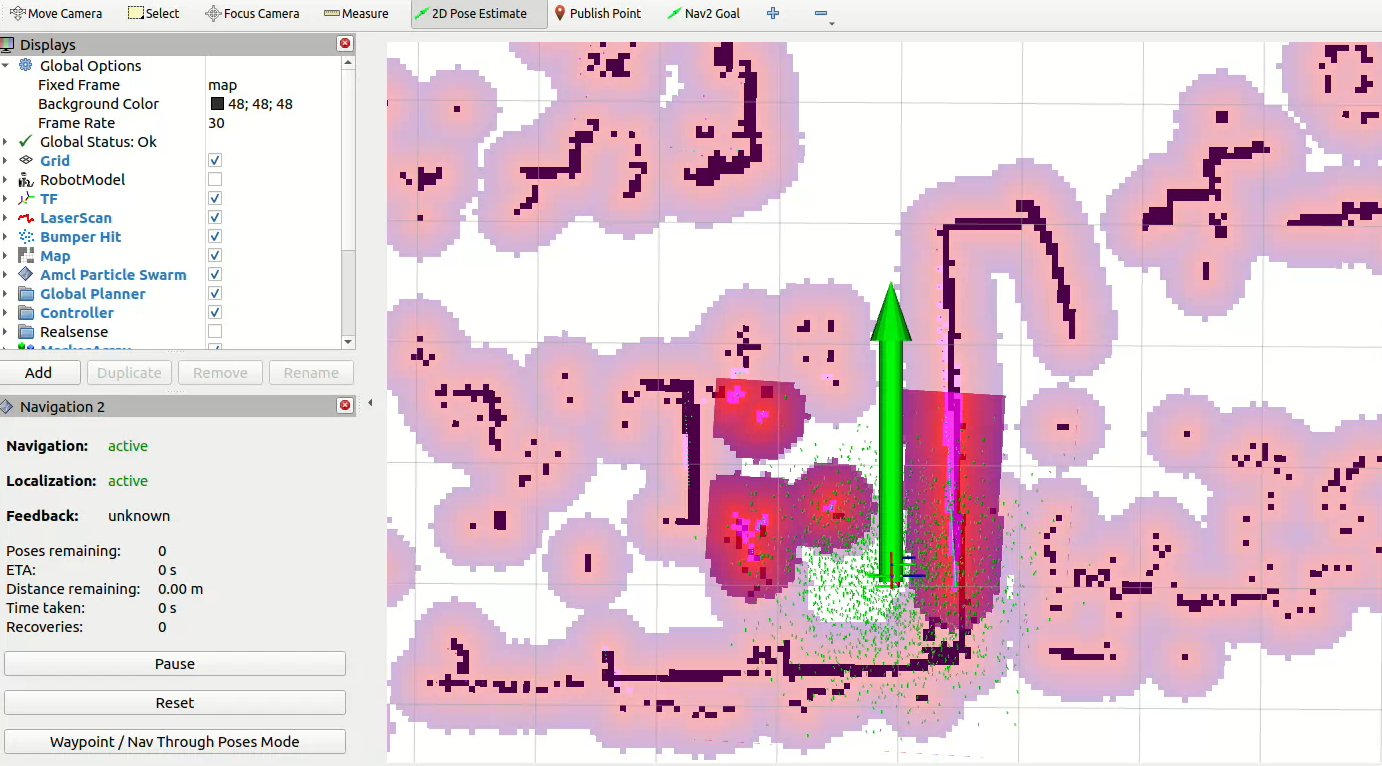 Move Camera Select Focus Camera Measure 2D Pose Estimate Publish Point Nav2 Goal
Displays
Global Options
Fixed Frame map
Background Color 48; 48; 48
Frame Rate 30
Global Status: Ok
Grid
RobotModel
TF
LaserScan
Bumper Hit
Map
Amcl Particle Swarm
Global Planner
Controller
Realsense
Add Duplicate Remove Rename
Navigation 2
Navigation: active
Localization: active
Feedback: unknown
Poses remaining: 0
ETA: 0 s
Distance remaining: 0.00 m
Time taken: 0 s
Recoveries: 0
Pause
Reset
Waypoint / Nav Through Poses Mode